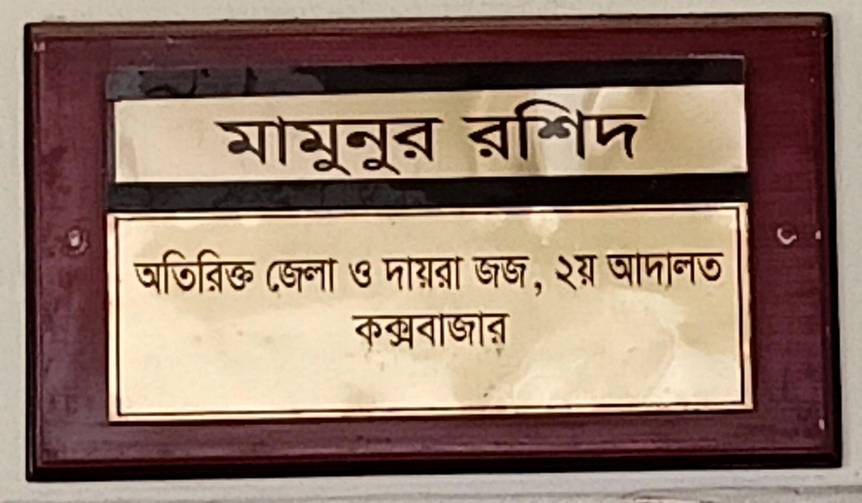 মামুনুর রশিদ
অতিরিক্ত জেলা ও দায়রা জজ, ২য় আদালত
কক্সবাজার